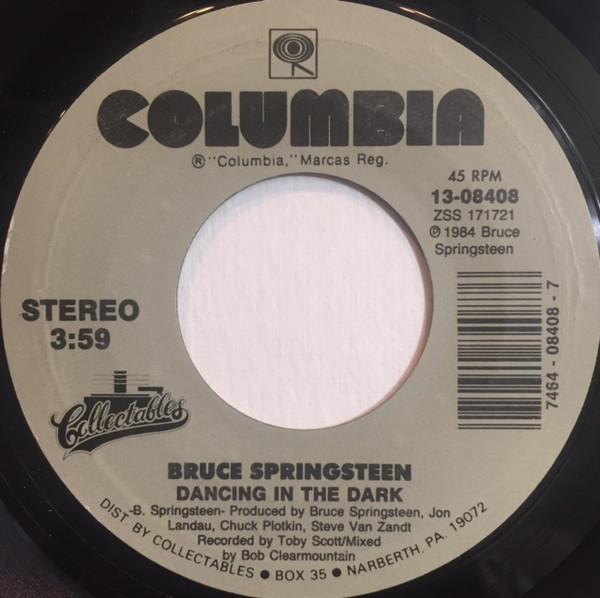 COLUMBIA
®"Columbia," Marcas Reg.
45 RPM
13-08408
ZSS 171721
℗ 1984 Bruce
Springsteen
STEREO
3:59
7464 - 08408 - 7
Collectables
BRUCE SPRINGSTEEN
DANCING IN THE DARK
-B. Springsteen- Produced by Bruce Springsteen, Jon
Landau, Chuck Plotkin, Steve Van Zandt
Recorded by Toby Scott/Mixed
by Bob Clearmountain
DIST. BY COLLECTABLES ● BOX 35 ● NARBERTH, PA. 19072